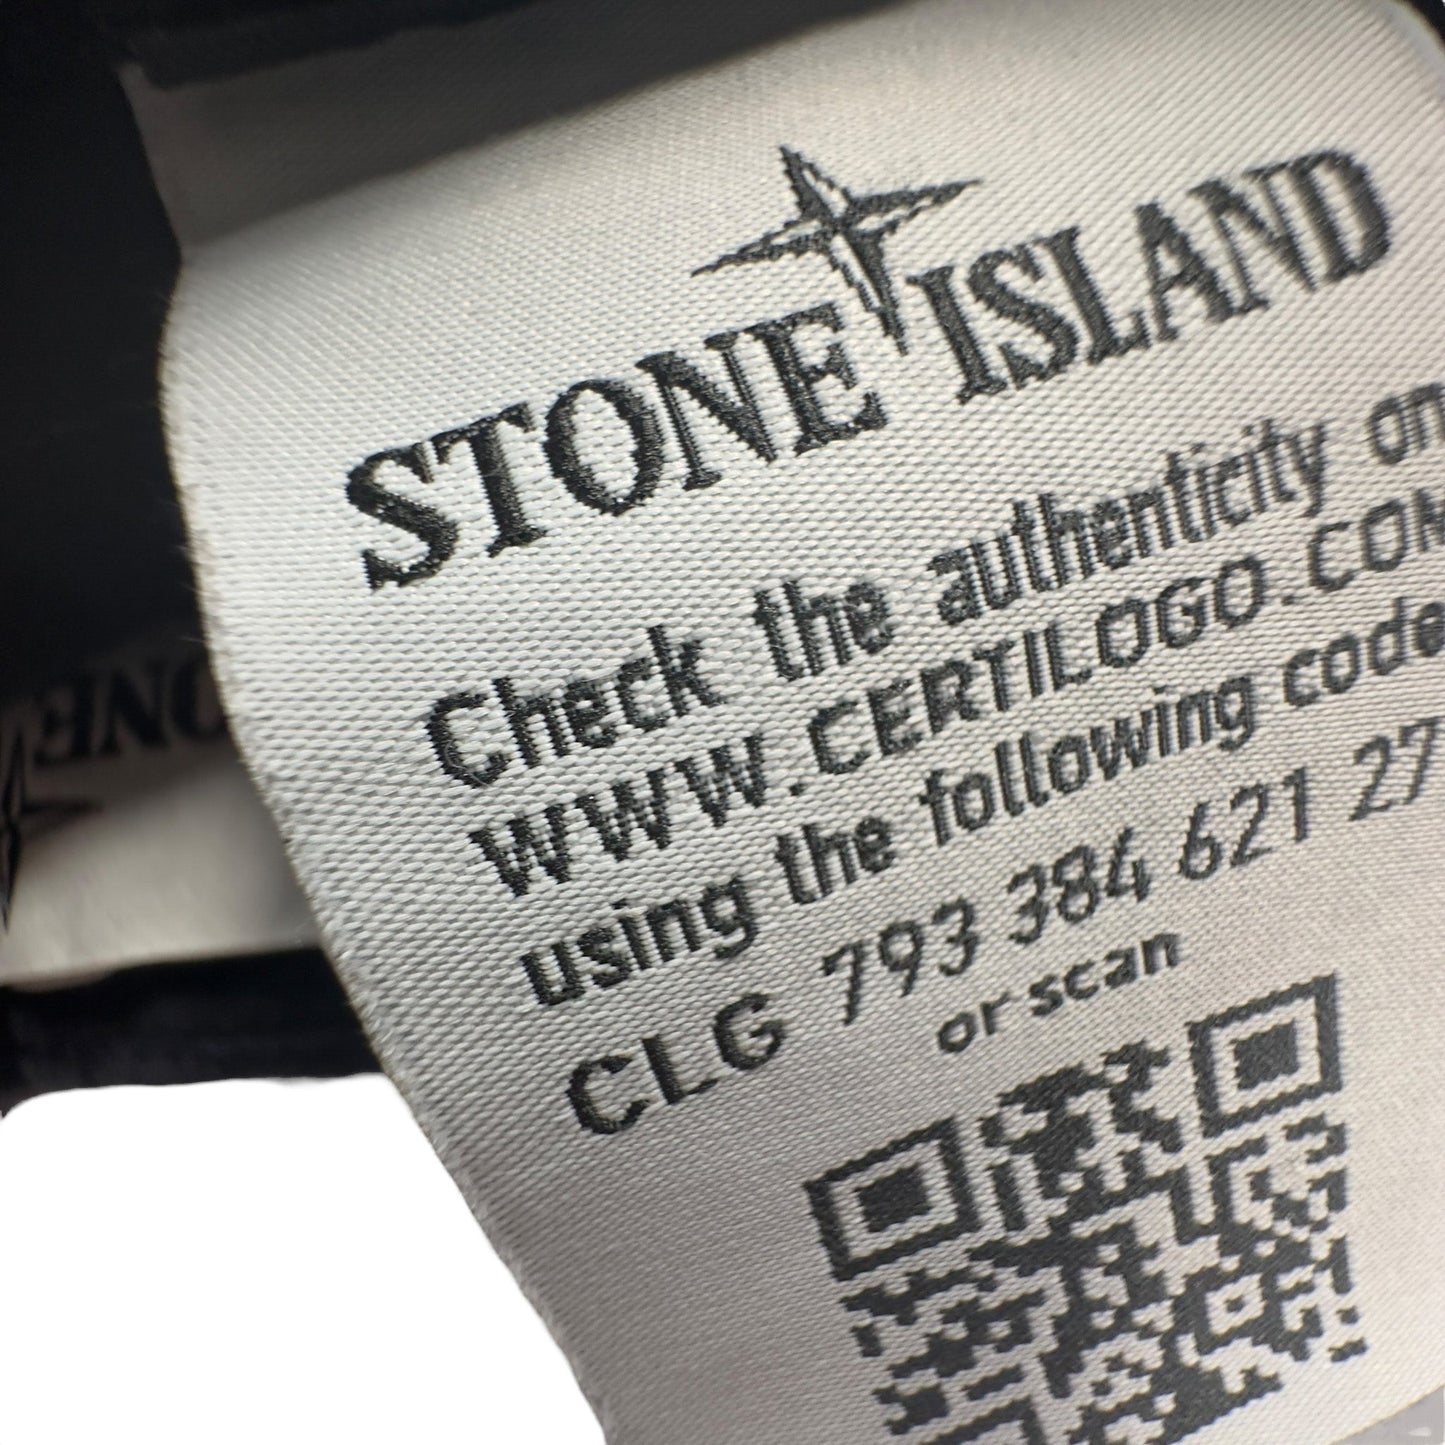 STONE ISLAND
Check the authenticity on
WWW.CERTILOGO.COM
using the following code
CLG 793 384 621 27
or scan